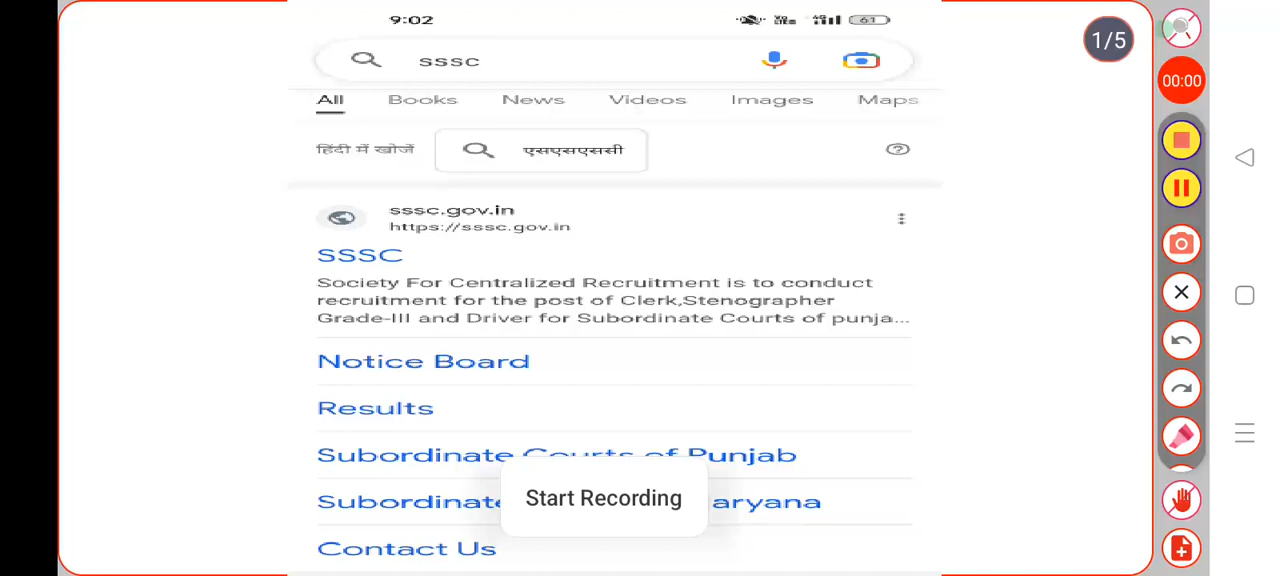 9:02
61
1/5
sssc
00:00
All Books News Videos Images Maps
हिंदी में खोजें एसएसएससी
sssc.gov.in
https://sssc.gov.in
SSSC
Society For Centralized Recruitment is to conduct
recruitment for the post of Clerk,Stenographer
Grade-III and Driver for Subordinate Courts of punja...
Notice Board
Results
Subordinate Courts of Punjab
Subordinate aryana
Start Recording
Contact Us